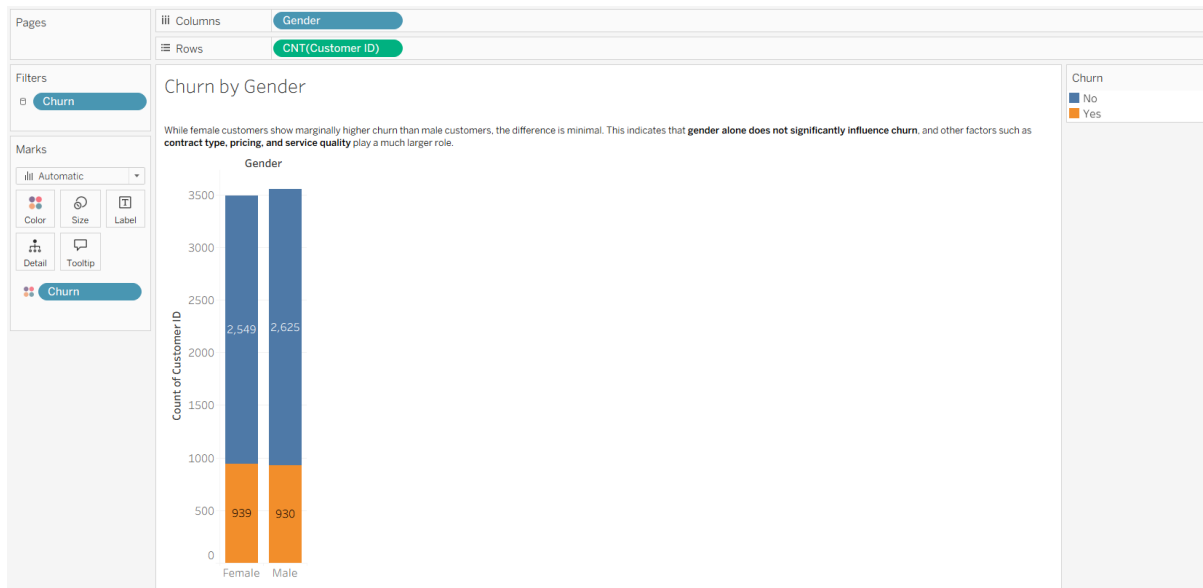 Pages
Columns
Gender
Rows
CNT(Customer ID)
Filters
Churn
Marks
Automatic
Color
Size
Label
Detail
Tooltip
Churn
Churn by Gender
While female customers show marginally higher churn than male customers, the difference is minimal. This indicates that gender alone does not significantly influence churn, and other factors such as
contract type, pricing, and service quality play a much larger role.
Gender
Count of Customer ID
3500
3000
2500
2000
1500
1000
500
0
2,549
2,625
939
930
Female
Male
Churn
No
Yes